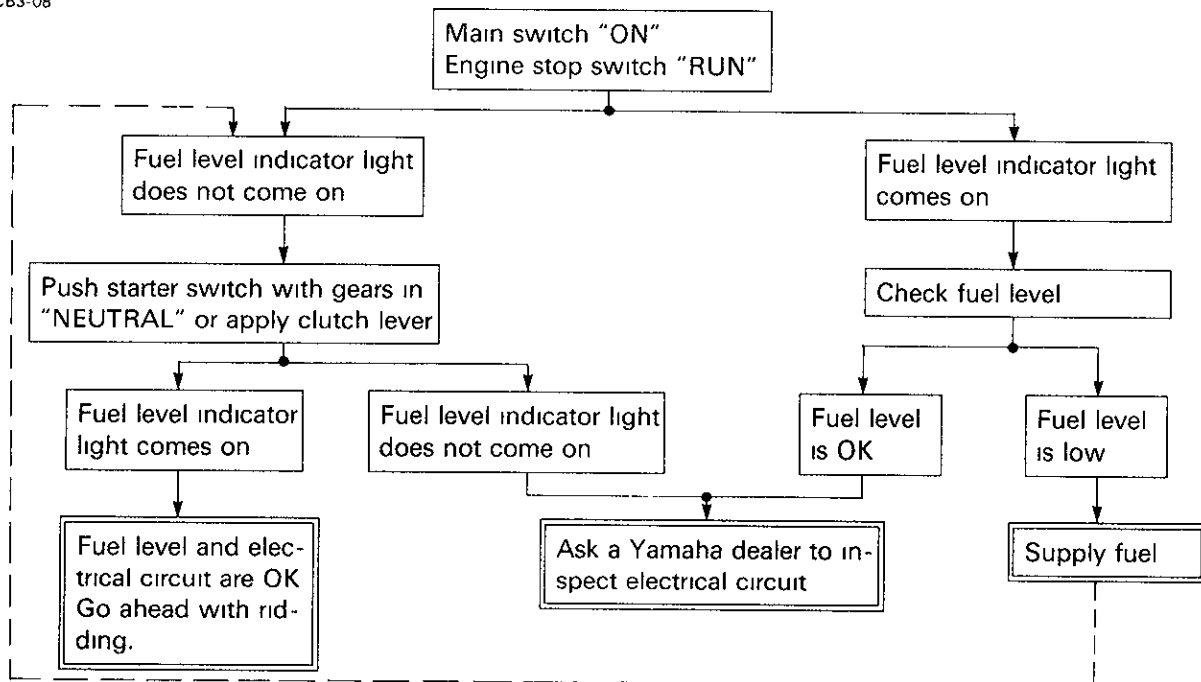 CB3-08
Main switch "ON"
Engine stop switch "RUN"
Fuel level indicator light
does not come on
Fuel level indicator light
comes on
Push starter switch with gears in
"NEUTRAL" or apply clutch lever
Check fuel level
Fuel level indicator
light comes on
Fuel level indicator light
does not come on
Fuel level
is OK
Fuel level
is low
Fuel level and elec-
trical circuit are OK
Go ahead with rid-
ding.
Ask a Yamaha dealer to in-
spect electrical circuit
Supply fuel